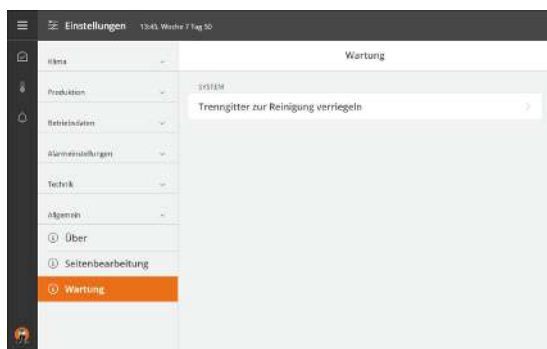 Einstellungen 13:43, Woche 7 Tag 50
Klima
Produktion
Betriebsdaten
Alarmeinstellungen
Technik
Allgemein
Über
Seitenbearbeitung
Wartung
Wartung
SYSTEM
Trenngitter zur Reinigung verriegeln